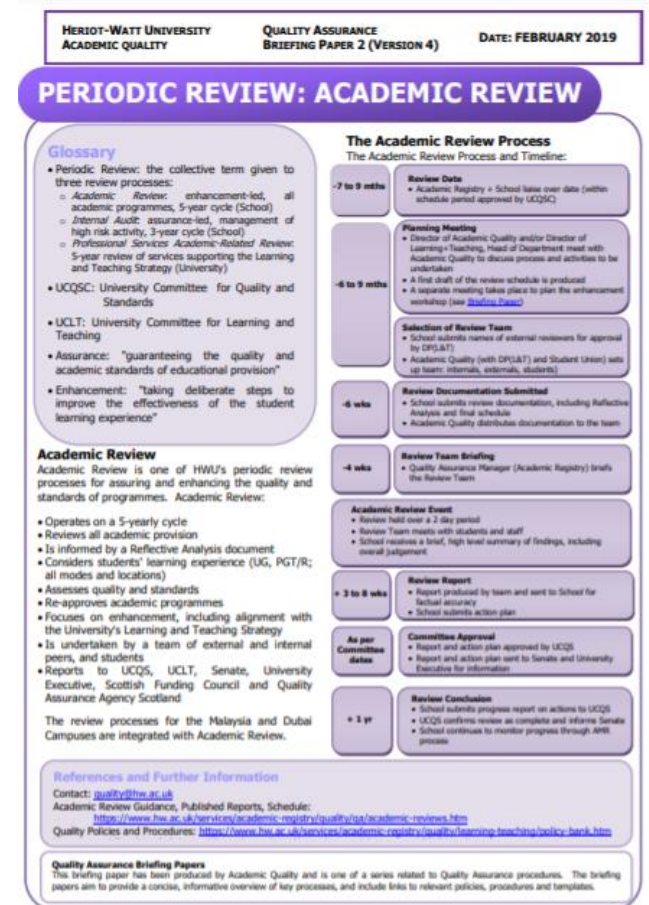 HERIOT-WATT UNIVERSITY
ACADEMIC QUALITY
QUALITY ASSURANCE
BRIEFING PAPER 2 (VERSION 4)
DATE: FEBRUARY 2019
PERIODIC REVIEW: ACADEMIC REVIEW
Glossary
• Periodic Review: the collective term given to
three review processes:
o Academic Review: enhancement-led, all
academic programmes, 5-year cycle (School)
o Internal Audit: assurance-led, management of
high risk activity, 3-year cycle (School)
o Professional Services Academic-Related Review:
5-year review of services supporting the Learning
and Teaching Strategy (University)
• UCQSC: University Committee for Quality and
Standards
• UCLT: University Committee for Learning and
Teaching
• Assurance: "guaranteeing the quality and
academic standards of educational provision"
• Enhancement: "taking deliberate steps to
improve the effectiveness of the student
learning experience"
Academic Review
Academic Review is one of HWU's periodic review
processes for assuring and enhancing the quality and
standards of programmes. Academic Review:
• Operates on a 5-yearly cycle
• Reviews all academic provision
• Is informed by a Reflective Analysis document
• Considers students' learning experience (UG, PGT/R;
all modes and locations)
• Assesses quality and standards
• Re-approves academic programmes
• Focuses on enhancement, including alignment with
the University's Learning and Teaching Strategy
• Is undertaken by a team of external and internal
peers, and students
• Reports to UCQS, UCLT, Senate, University
Executive, Scottish Funding Council and Quality
Assurance Agency Scotland
The review processes for the Malaysia and Dubai
Campuses are integrated with Academic Review.
The Academic Review Process
The Academic Review Process and Timeline:
-7 to 9 mths
Review Date
• Academic Registry + School liaise over date (within
schedule period approved by UCQSC)
-6 to 9 mths
Planning Meeting
• Director of Academic Quality and/or Director of
Learning+Teaching, Head of Department meet with
Academic Quality to discuss process and activities to be
undertaken
• A first draft of the review schedule is produced
• A separate meeting takes place to plan the enhancement
workshop (see Briefing Paper)
Selection of Review Team
• School submits names of external reviewers for approval
by DP(L&T)
• Academic Quality (with DP(L&T) and Student Union) sets
up team: internals, externals, students)
-6 wks
Review Documentation Submitted
• School submits review documentation, including Reflective
Analysis and final schedule
• Academic Quality distributes documentation to the team
-4 wks
Review Team Briefing
• Quality Assurance Manager (Academic Registry) briefs
the Review Team
Academic Review Event
• Review held over a 2 day period
• Review Team meets with students and staff
• School receives a brief, high level summary of findings, including
overall judgement
+ 3 to 8 wks
Review Report
• Report produced by team and sent to School for
factual accuracy
• School submits action plan
As per
Committee
dates
Committee Approval
• Report and action plan approved by UCQS
• Report and action plan sent to Senate and University
Executive for information
+ 1 yr
Review Conclusion
• School submits progress report on actions to UCQS
• UCQS confirms review as complete and informs Senate
• School continues to monitor progress through AMR
process
References and Further Information
Contact: quality@hw.ac.uk
Academic Review Guidance, Published Reports, Schedule:
https://www.hw.ac.uk/services/academic-registry/quality/qa/academic-reviews.htm
Quality Policies and Procedures: https://www.hw.ac.uk/services/academic-registry/quality/learning-teaching/policy-bank.htm
Quality Assurance Briefing Papers
This briefing paper has been produced by Academic Quality and is one of a series related to Quality Assurance procedures. The briefing
papers aim to provide a concise, informative overview of key processes, and include links to relevant policies, procedures and templates.